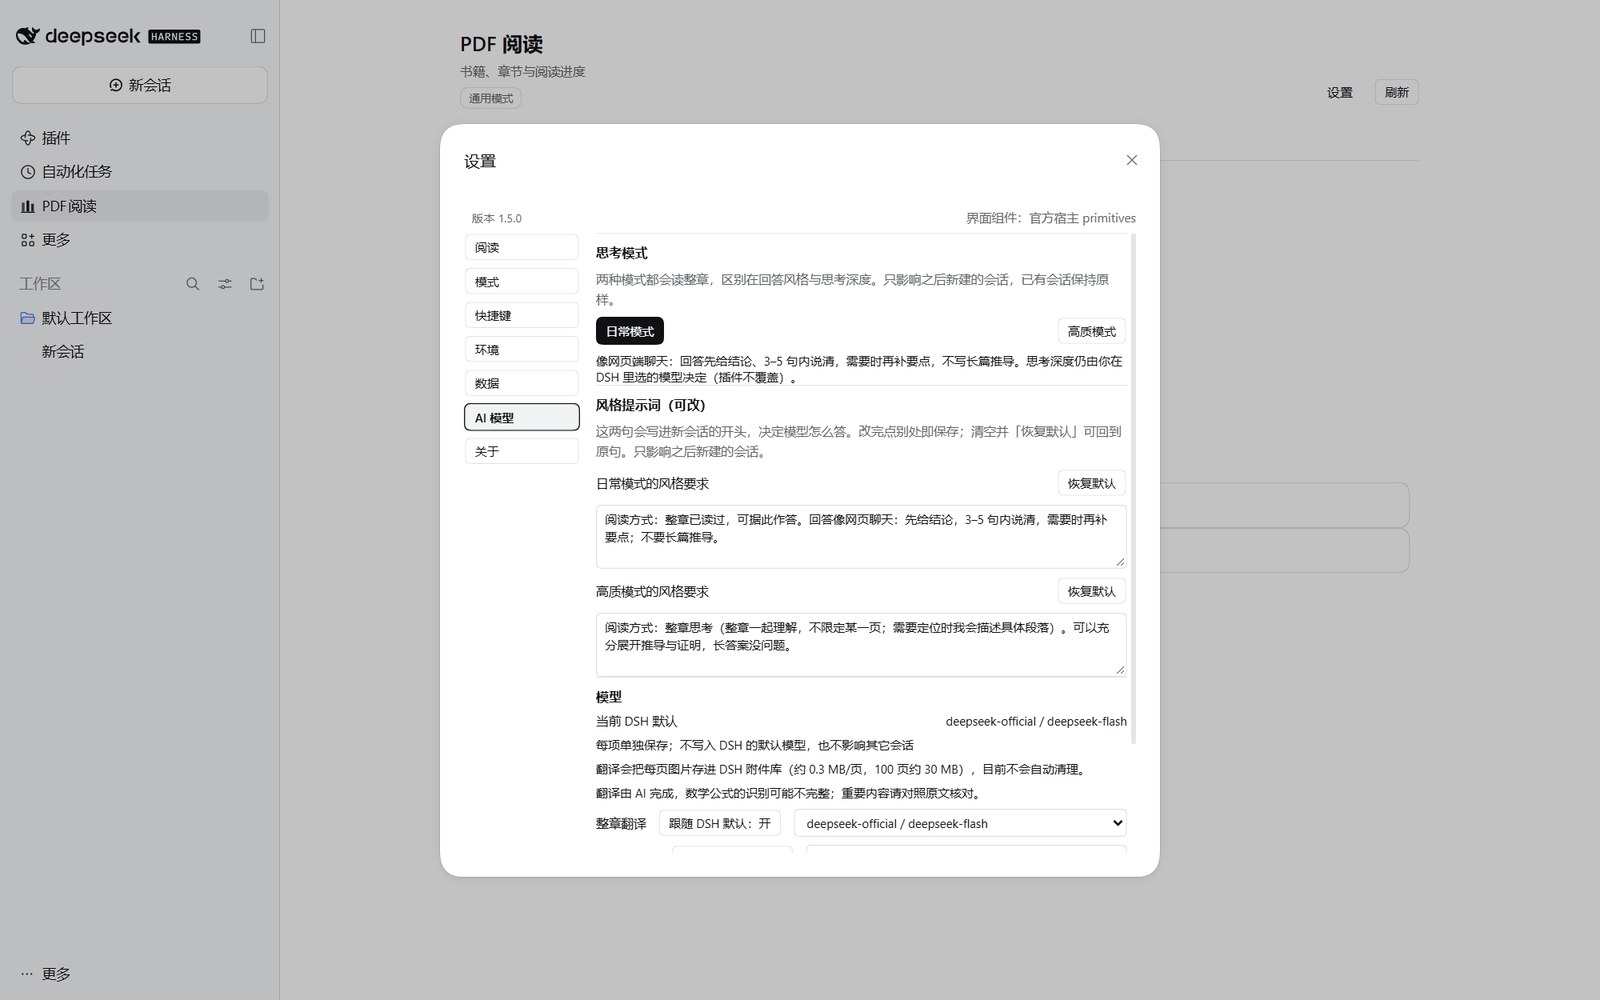 deepseek HARNESS
新会话
插件
自动化任务
PDF 阅读
更多
工作区
默认工作区
新会话
更多
PDF 阅读
书籍、章节与阅读进度
通用模式
设置
刷新
设置
版本 1.5.0
界面组件：官方宿主 primitives
阅读
模式
快捷键
环境
数据
AI 模型
关于
思考模式
两种模式都会读整章，区别在回答风格与思考深度。只影响之后新建的会话，已有会话保持原
样。
日常模式
高质模式
像网页端聊天：回答先给结论、3–5 句内说清，需要时再补要点，不写长篇推导。思考深度仍由你在
DSH 里选的模型决定（插件不覆盖）。
风格提示词（可改）
这两句会写进新会话的开头，决定模型怎么答。改完点别处即保存；清空并「恢复默认」可回到
原句。只影响之后新建的会话。
日常模式的风格要求
恢复默认
阅读方式：整章已读过，可据此作答。回答像网页聊天：先给结论，3–5 句内说清，需要时再补
要点；不要长篇推导。
高质模式的风格要求
恢复默认
阅读方式：整章思考（整章一起理解，不限定某一页；需要定位时我会描述具体段落）。可以充
分展开推导与证明，长答案没问题。
模型
当前 DSH 默认
deepseek-official / deepseek-flash
每项单独保存；不写入 DSH 的默认模型，也不影响其它会话
翻译会把每页图片存进 DSH 附件库（约 0.3 MB/页，100 页约 30 MB），目前不会自动清理。
翻译由 AI 完成，数学公式的识别可能不完整；重要内容请对照原文核对。
整章翻译
跟随 DSH 默认：开
deepseek-official / deepseek-flash